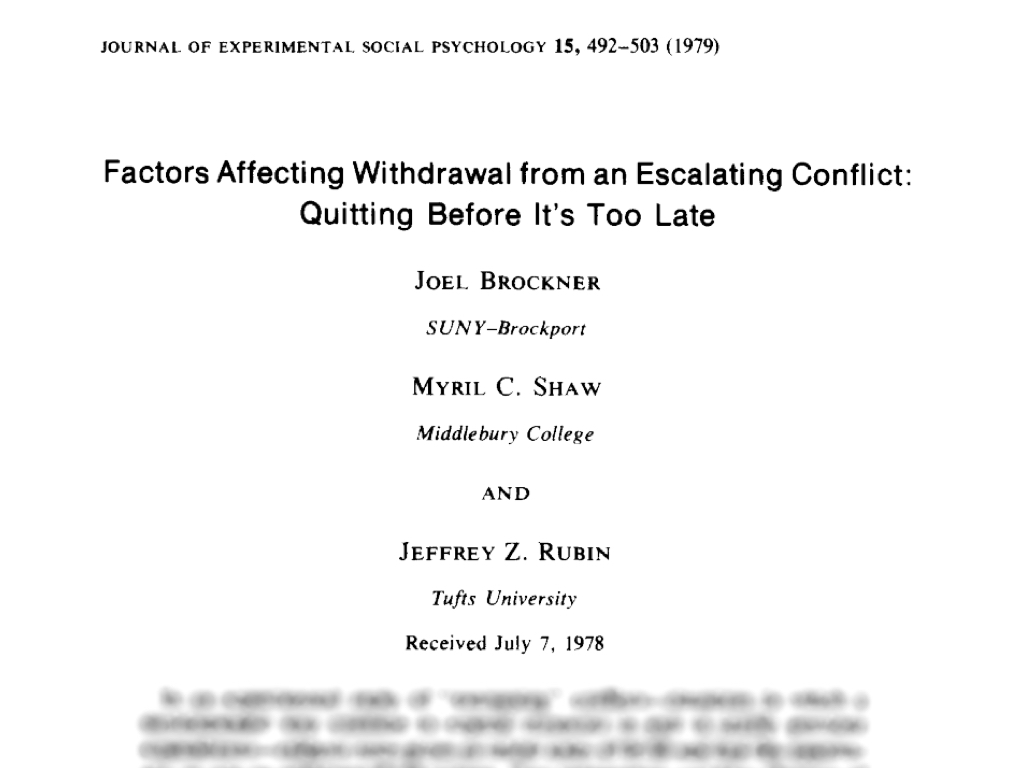 JOURNAL OF EXPERIMENTAL SOCIAL PSYCHOLOGY 15, 492–503 (1979)
Factors Affecting Withdrawal from an Escalating Conflict:
Quitting Before It's Too Late
JOEL BROCKNER
SUNY–Brockport
MYRIL C. SHAW
Middlebury College
AND
JEFFREY Z. RUBIN
Tufts University
Received July 7, 1978